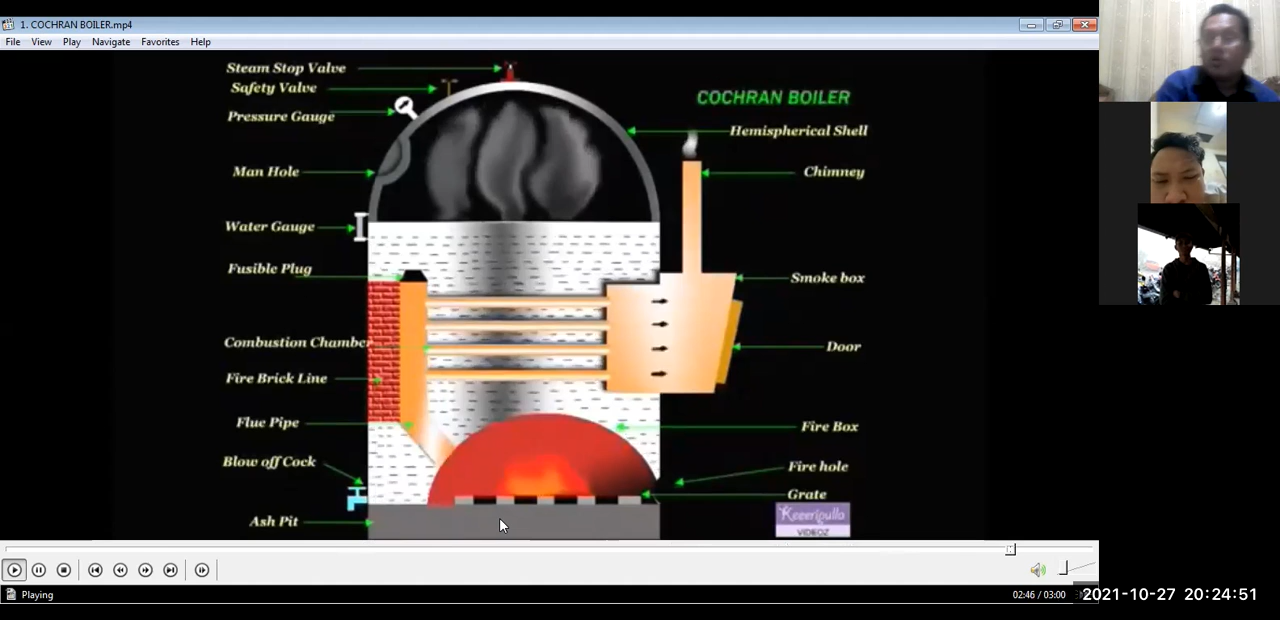 1. COCHRAN BOILER.mp4
File View Play Navigate Favorites Help
COCHRAN BOILER
Steam Stop Valve
Safety Valve
Pressure Gauge
Man Hole
Water Gauge
Fusible Plug
Combustion Chamber
Fire Brick Line
Flue Pipe
Blow off Cock
Ash Pit
Hemispherical Shell
Chimney
Smoke box
Door
Fire Box
Fire hole
Grate
VIDEOZ
Playing
02:46 / 03:00
2021-10-27 20:24:51